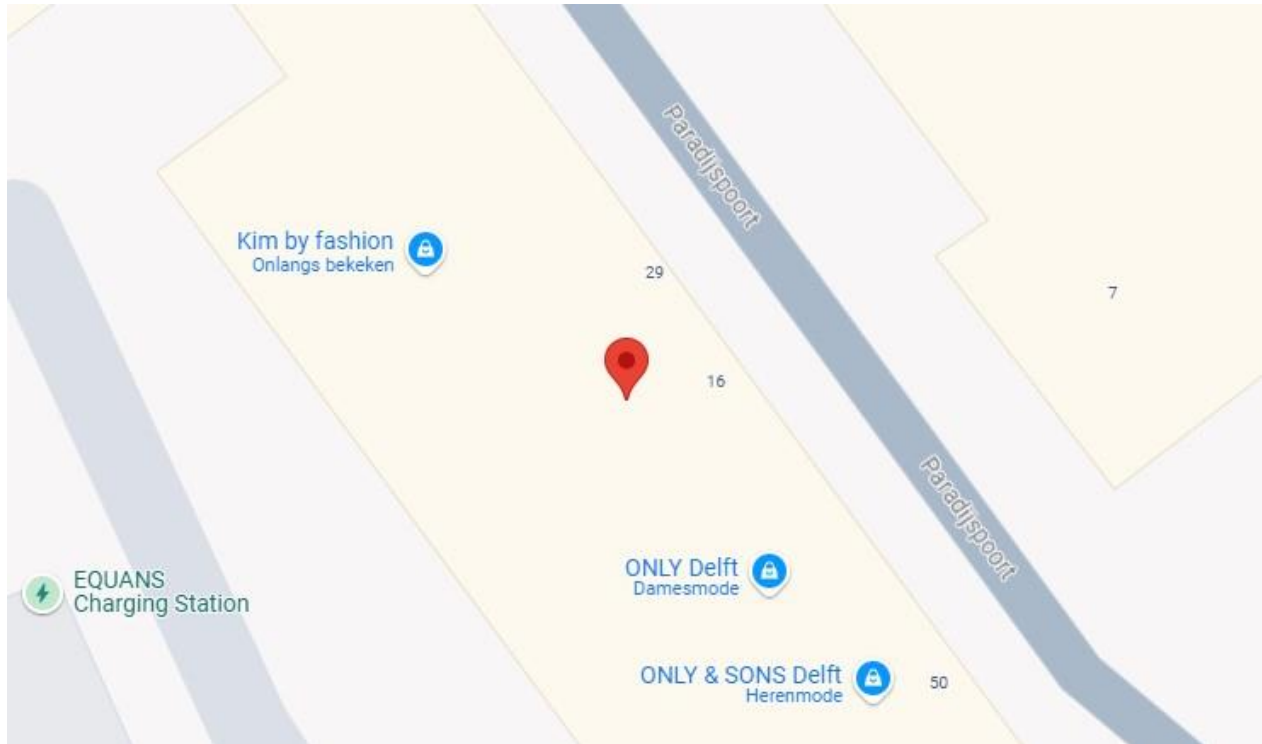 Paradijspoort
Kim by fashion
Onlangs bekeken
29
7
16
Paradijspoort
ONLY Delft
Damesmode
EQUANS
Charging Station
ONLY & SONS Delft
Herenmode
50